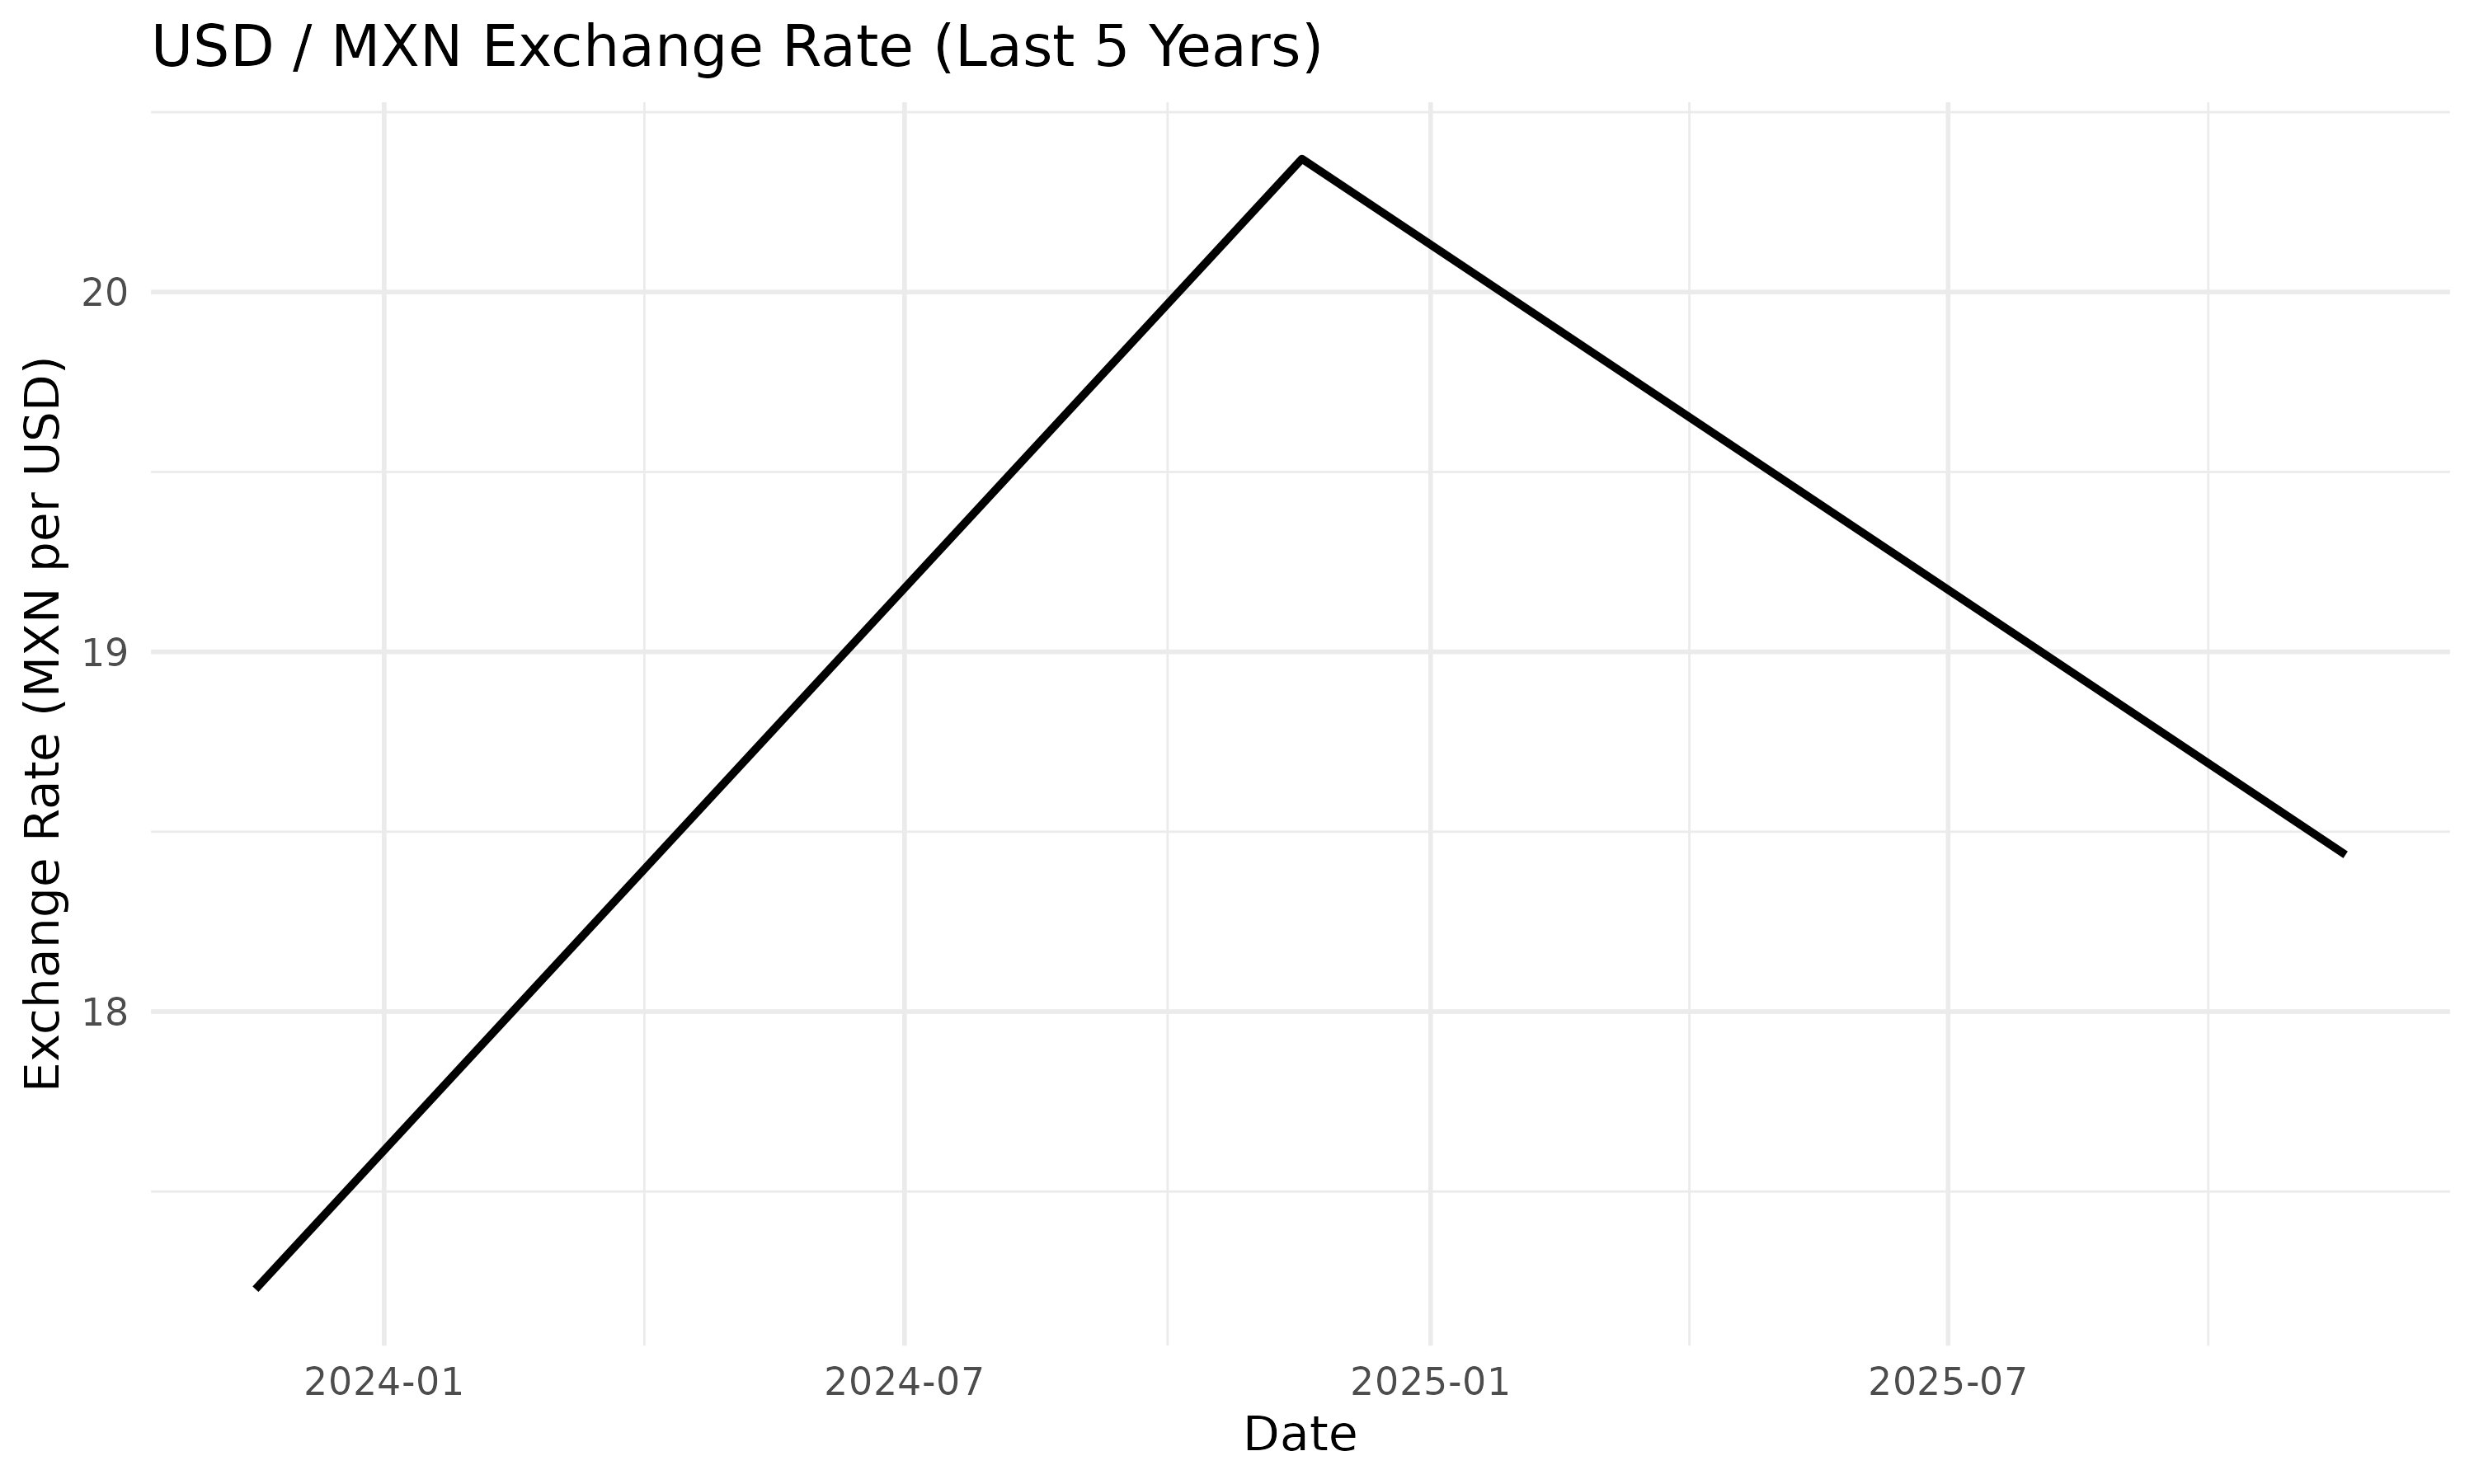 USD / MXN Exchange Rate (Last 5 Years)
Exchange Rate (MXN per USD)
20
19
18
2024-01
2024-07
2025-01
2025-07
Date